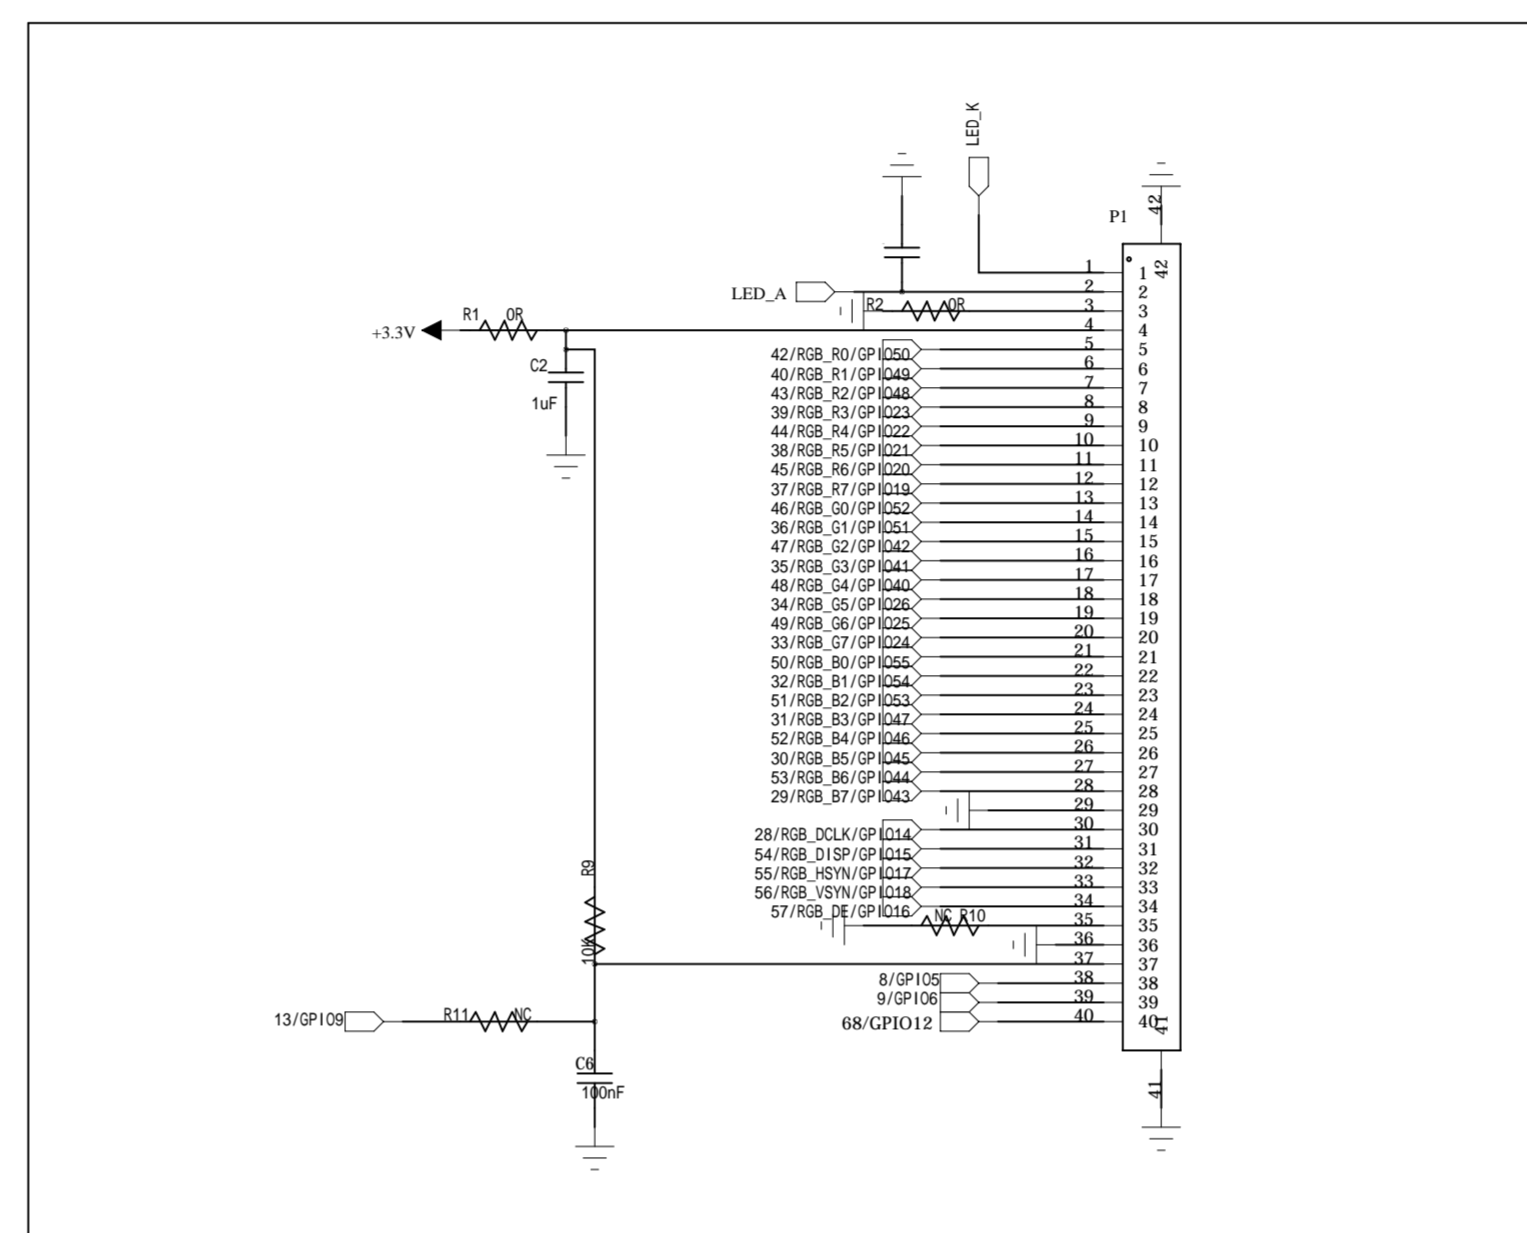 LED_K
42
P1
42
1 1
LED_A 2 2
R2 0R 3 3
+3.3V R1 0R 4 4
42/RGB_R0/GPIO50 5 5
C2
40/RGB_R1/GPIO49 6 6
43/RGB_R2/GPIO48 7 7
1uF
39/RGB_R3/GPIO23 8 8
44/RGB_R4/GPIO22 9 9
38/RGB_R5/GPIO21 10 10
45/RGB_R6/GPIO20 11 11
37/RGB_R7/GPIO19 12 12
46/RGB_G0/GPIO52 13 13
36/RGB_G1/GPIO51 14 14
47/RGB_G2/GPIO42 15 15
35/RGB_G3/GPIO41 16 16
48/RGB_G4/GPIO40 17 17
34/RGB_G5/GPIO26 18 18
49/RGB_G6/GPIO25 19 19
33/RGB_G7/GPIO24 20 20
50/RGB_B0/GPIO55 21 21
32/RGB_B1/GPIO54 22 22
51/RGB_B2/GPIO53 23 23
31/RGB_B3/GPIO47 24 24
52/RGB_B4/GPIO46 25 25
30/RGB_B5/GPIO45 26 26
53/RGB_B6/GPIO44 27 27
29/RGB_B7/GPIO43 28 28
29 29
28/RGB_DCLK/GPIO14 30 30
54/RGB_DISP/GPIO15 31 31
55/RGB_HSYN/GPIO17 32 32
R9
56/RGB_VSYN/GPIO18 33 33
57/RGB_DE/GPIO16 34 34
NC R10 35 35
10K
36 36
37 37
8/GPIO5 38 38
9/GPIO6 39 39
13/GPIO9 R11 NC
68/GPIO12 40 40
41
C6
100nF
41